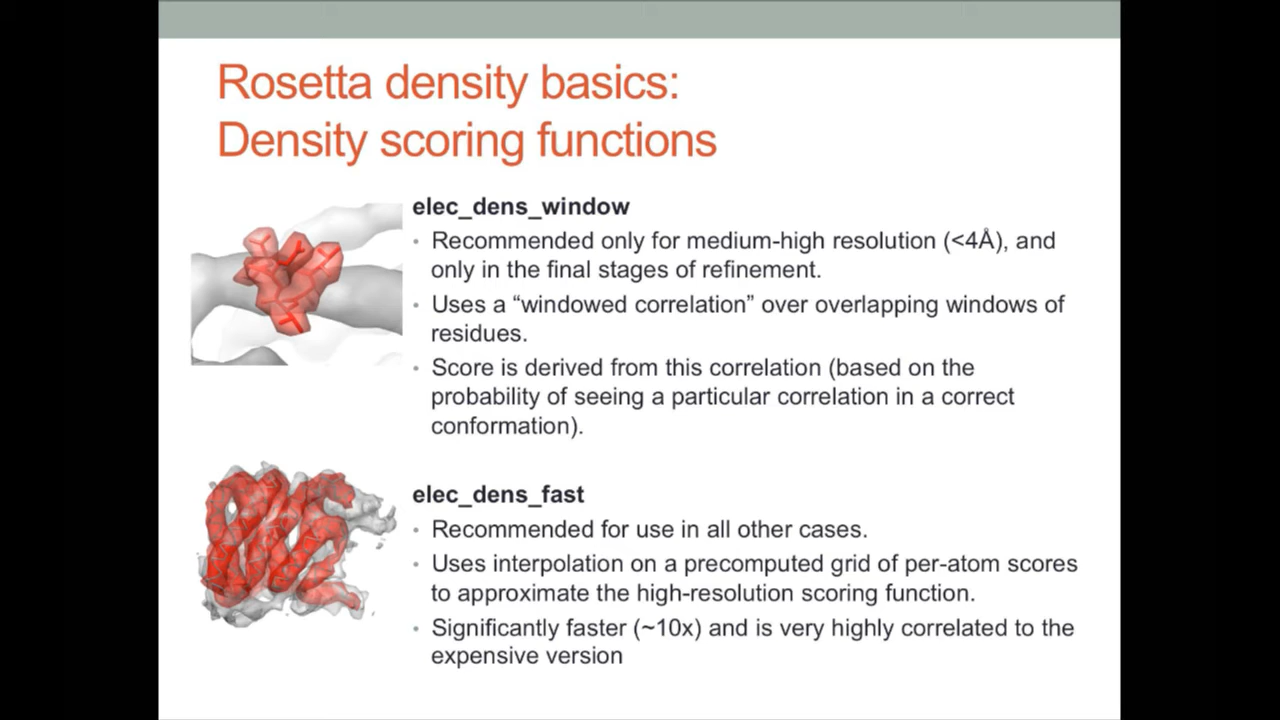 Rosetta density basics:
Density scoring functions
elec_dens_window
• Recommended only for medium-high resolution (<4Å), and
only in the final stages of refinement.
• Uses a “windowed correlation” over overlapping windows of
residues.
• Score is derived from this correlation (based on the
probability of seeing a particular correlation in a correct
conformation).
elec_dens_fast
• Recommended for use in all other cases.
• Uses interpolation on a precomputed grid of per-atom scores
to approximate the high-resolution scoring function.
• Significantly faster (~10x) and is very highly correlated to the
expensive version